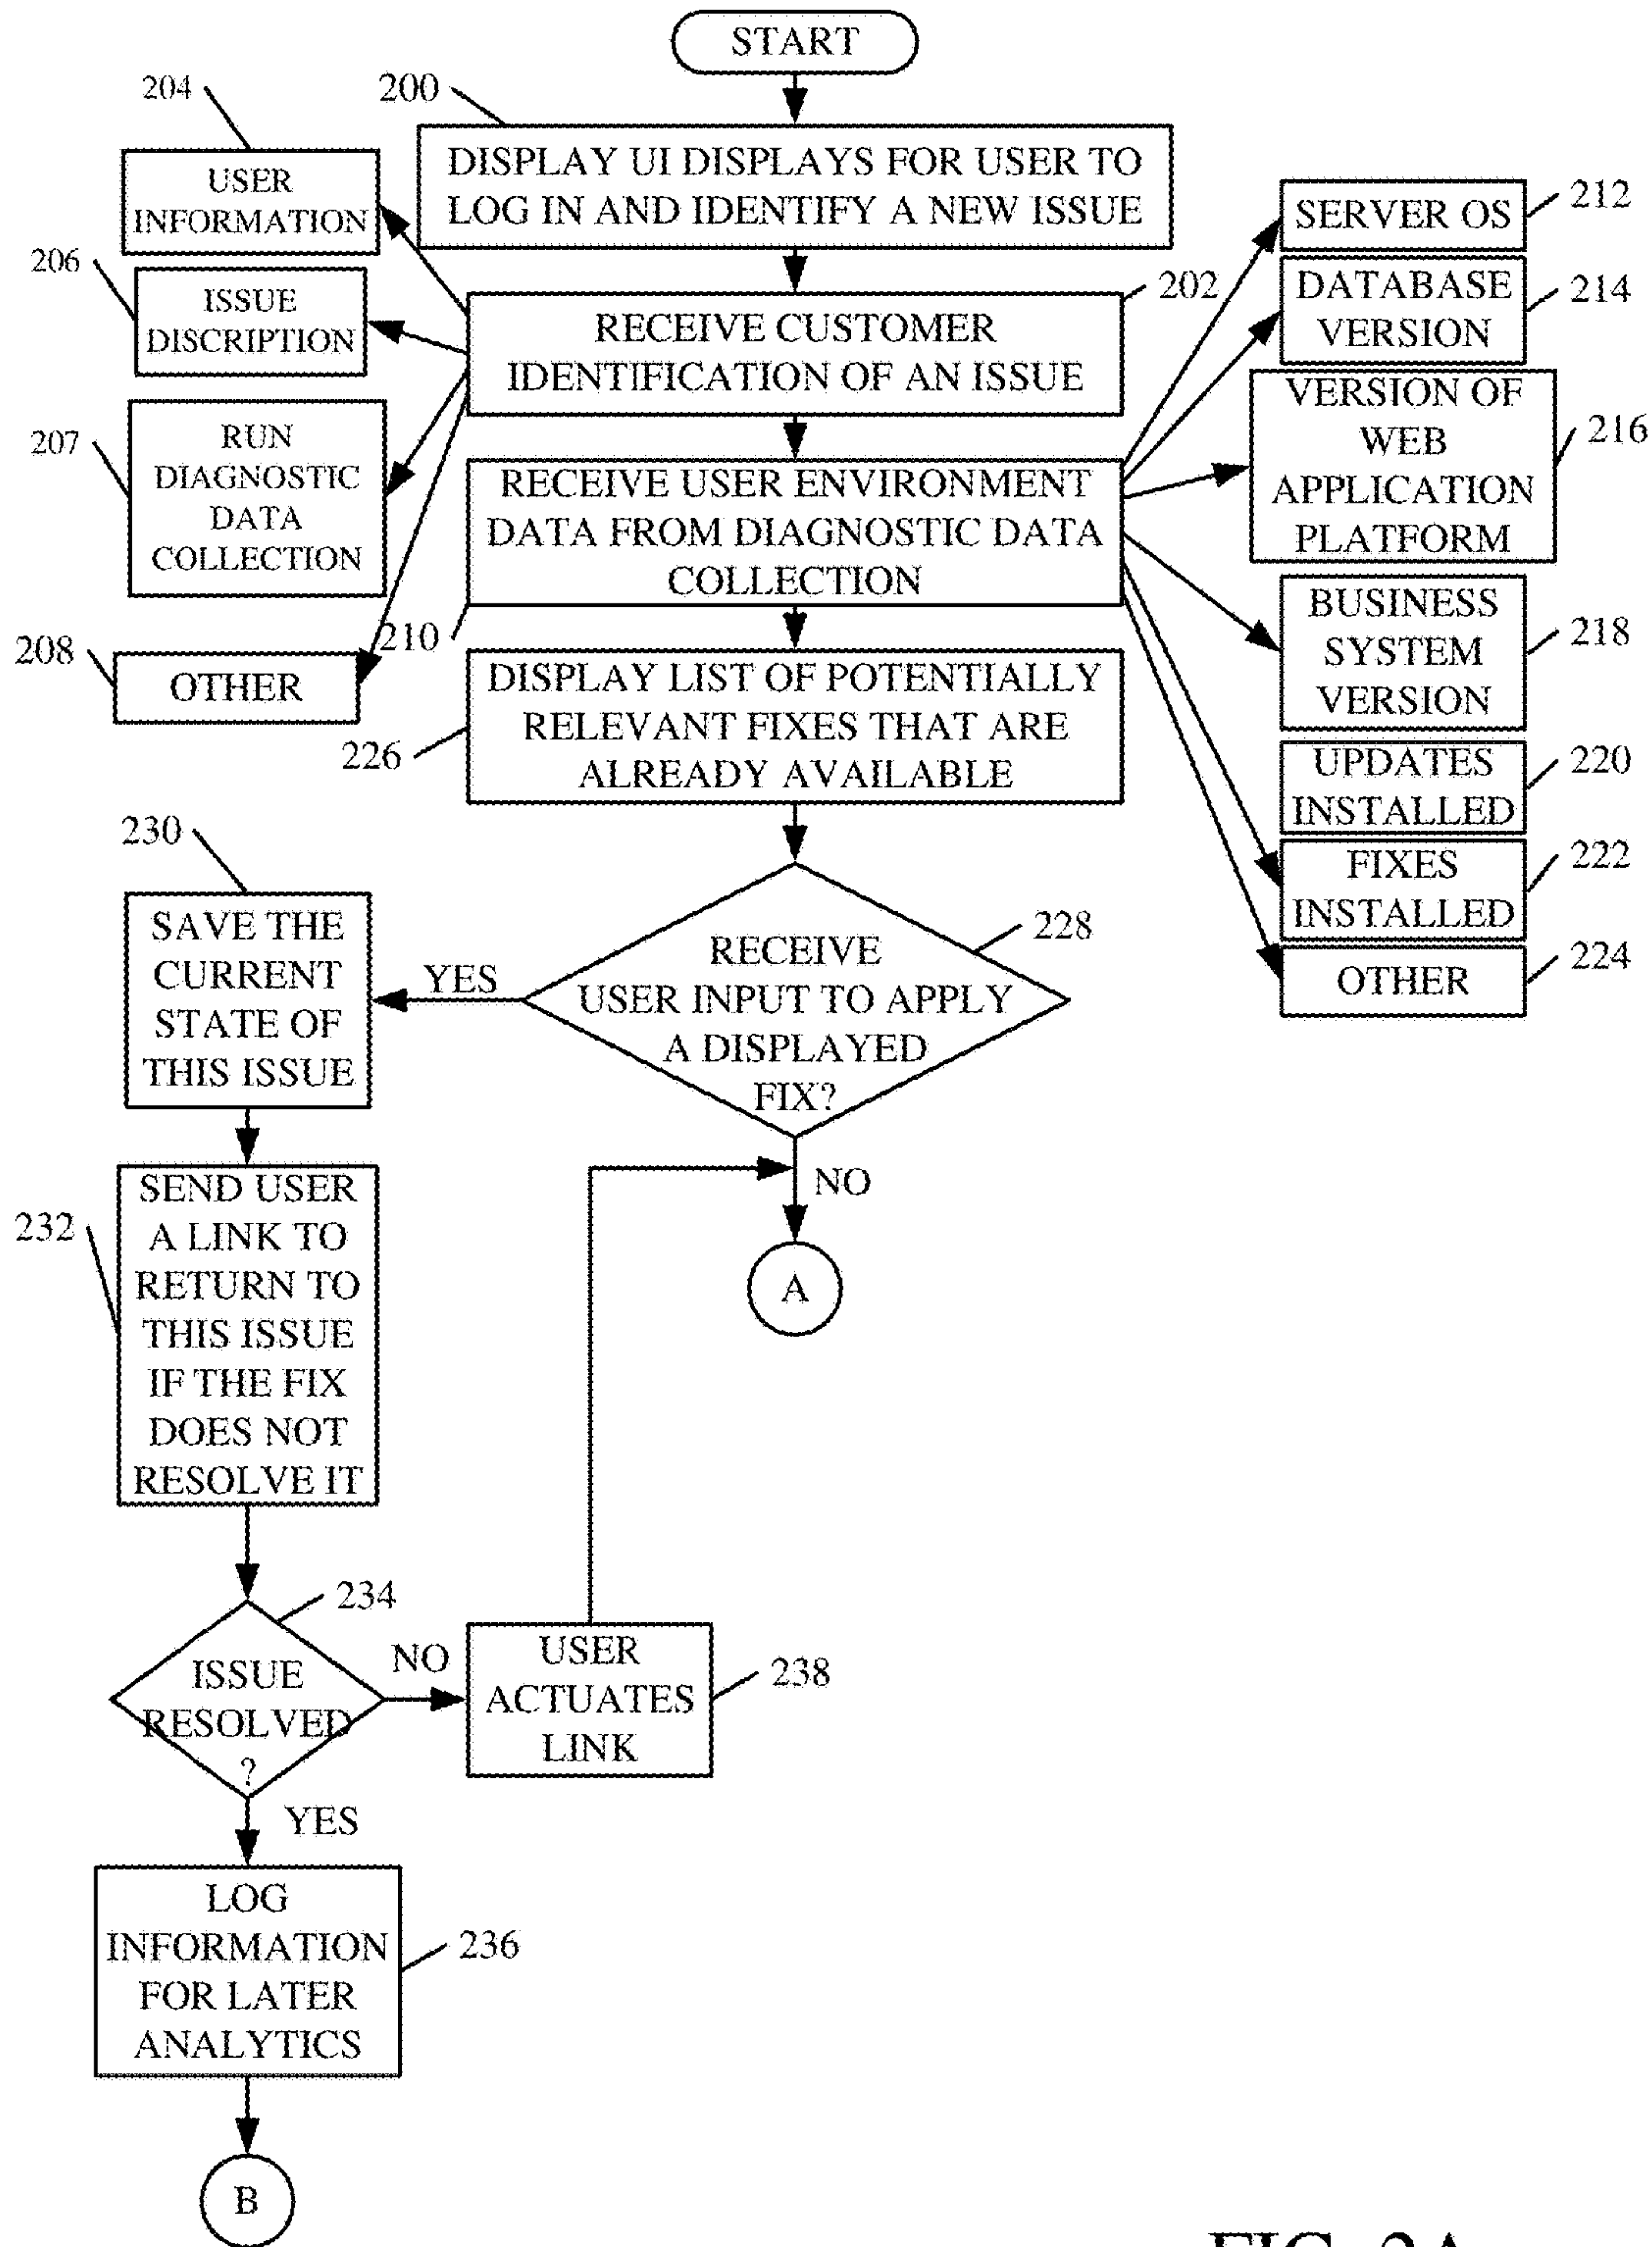 START
200
DISPLAY UI DISPLAYS FOR USER TO
LOG IN AND IDENTIFY A NEW ISSUE
202
RECEIVE CUSTOMER
IDENTIFICATION OF AN ISSUE
204
USER
INFORMATION
206
ISSUE
DISCRIPTION
207
RUN
DIAGNOSTIC
DATA
COLLECTION
208
OTHER
210
RECEIVE USER ENVIRONMENT
DATA FROM DIAGNOSTIC DATA
COLLECTION
SERVER OS
212
DATABASE
VERSION
214
VERSION OF
WEB
APPLICATION
PLATFORM
216
BUSINESS
SYSTEM
VERSION
218
UPDATES
INSTALLED
220
FIXES
INSTALLED
222
OTHER
224
226
DISPLAY LIST OF POTENTIALLY
RELEVANT FIXES THAT ARE
ALREADY AVAILABLE
228
RECEIVE
USER INPUT TO APPLY
A DISPLAYED
FIX?
YES
NO
A
230
SAVE THE
CURRENT
STATE OF
THIS ISSUE
232
SEND USER
A LINK TO
RETURN TO
THIS ISSUE
IF THE FIX
DOES NOT
RESOLVE IT
234
ISSUE
RESOLVED
?
NO
USER
ACTUATES
LINK
238
YES
LOG
INFORMATION
FOR LATER
ANALYTICS
236
B
FIG. 2A